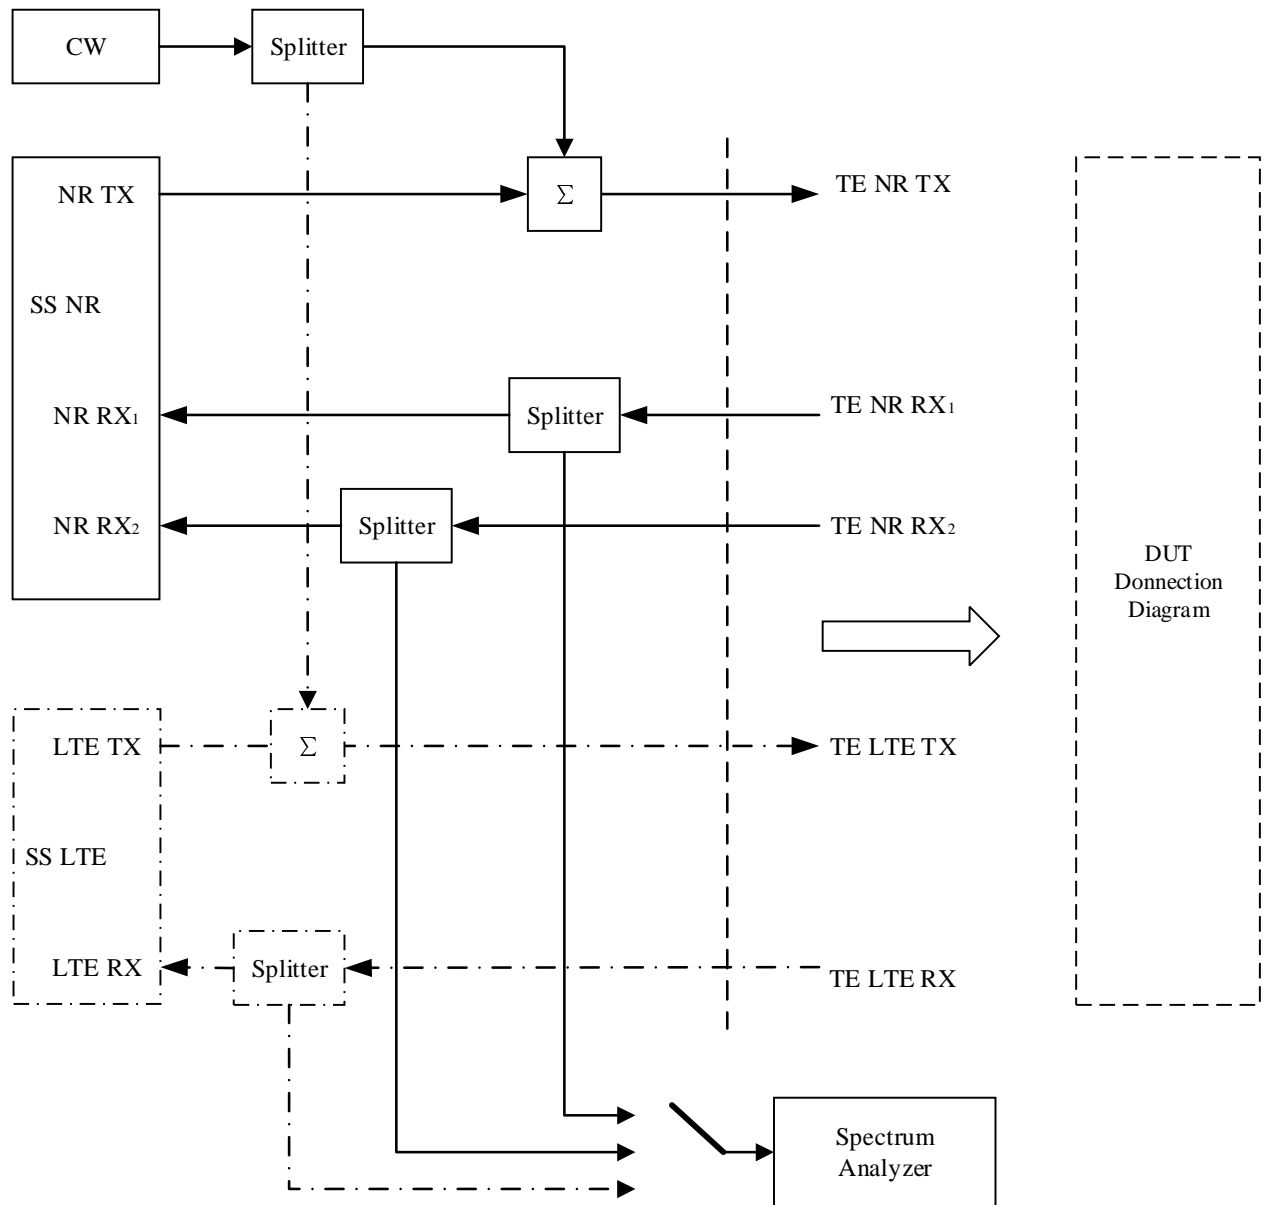 CW
Splitter
NR TX
Σ
TE NR TX
SS NR
NR RX1
Splitter
TE NR RX1
NR RX2
Splitter
TE NR RX2
DUT
Donnection
Diagram
LTE TX
Σ
TE LTE TX
SS LTE
LTE RX
Splitter
TE LTE RX
Spectrum
Analyzer